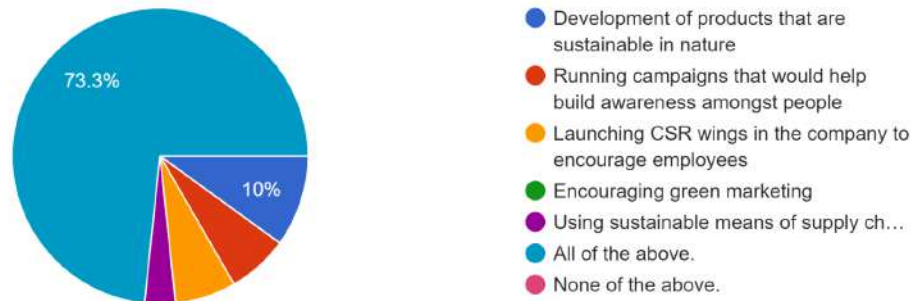 73.3%
10%
Development of products that are
sustainable in nature
Running campaigns that would help
build awareness amongst people
Launching CSR wings in the company to
encourage employees
Encouraging green marketing
Using sustainable means of supply ch…
All of the above.
None of the above.